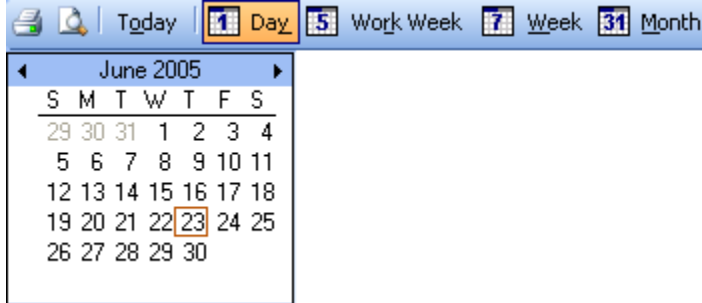 Today 1 Day 5 Work Week 7 Week 31 Month
June 2005
S M T W T F S
29 30 31 1 2 3 4
5 6 7 8 9 10 11
12 13 14 15 16 17 18
19 20 21 22 23 24 25
26 27 28 29 30